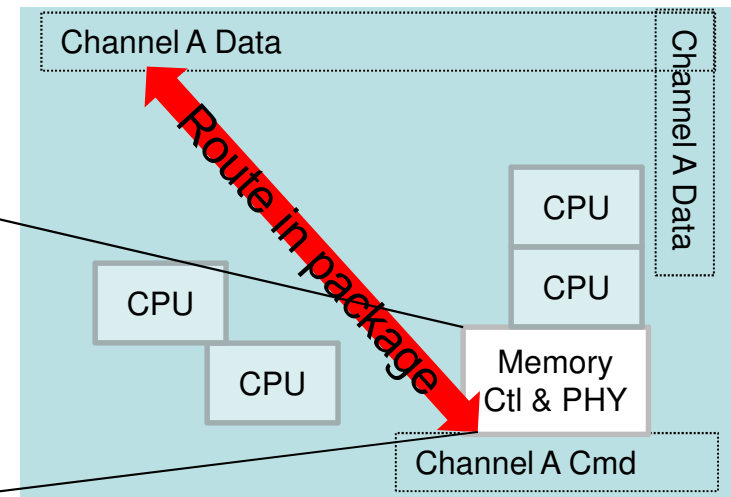 Channel A Data
Channel A Data
Route in package
CPU
CPU
CPU
CPU
Memory
Ctl & PHY
Channel A Cmd